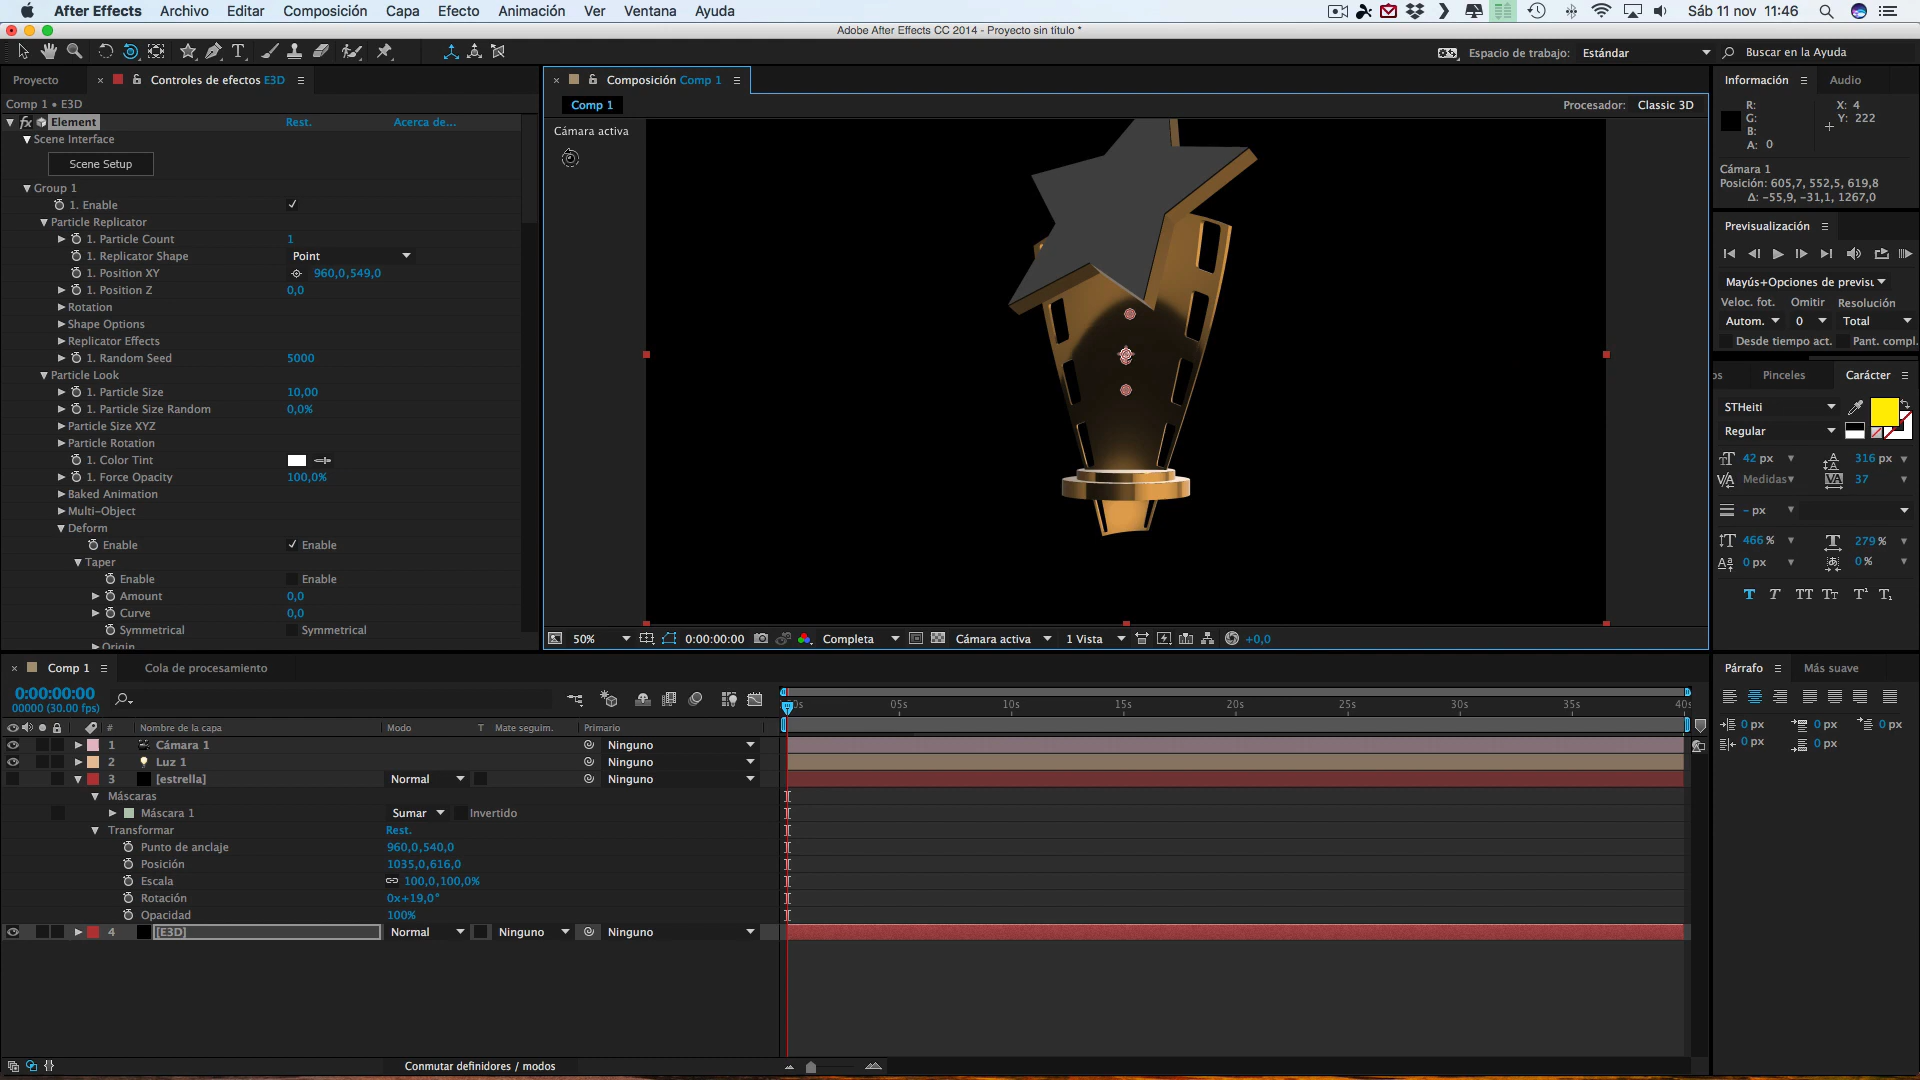 After Effects Archivo Editar Composición Capa Efecto Animación Ver Ventana Ayuda Sáb 11 nov 11:46
Adobe After Effects CC 2014 - Proyecto sin título *
Espacio de trabajo: Estándar Buscar en la Ayuda
Proyecto Controles de efectos E3D
Comp 1 • E3D
fx Element Rest. Acerca de...
Scene Interface
Scene Setup
Group 1
1. Enable
Particle Replicator
1. Particle Count 1
1. Replicator Shape Point
1. Position XY 960,0,549,0
1. Position Z 0,0
Rotation
Shape Options
Replicator Effects
1. Random Seed 5000
Particle Look
1. Particle Size 10,00
1. Particle Size Random 0,0%
Particle Size XYZ
Particle Rotation
1. Color Tint
1. Force Opacity 100,0%
Baked Animation
Multi-Object
Deform
Enable Enable
Taper
Enable Enable
Amount 0,0
Curve 0,0
Symmetrical Symmetrical
Origin
Composición Comp 1
Comp 1 Procesador: Classic 3D
Cámara activa
50% 0:00:00:00 Completa Cámara activa 1 Vista +0,0
Información Audio
R: X: 4
G: Y: 222
B:
A: 0
Cámara 1
Posición: 605,7, 552,5, 619,8
Δ: -55,9, -31,1, 1267,0
Previsualización
Mayús+Opciones de previsu
Veloc. fot. Omitir Resolución
Autom. 0 Total
Desde tiempo act. Pant. compl.
os Pinceles Carácter
STHeiti
Regular
42 px 316 px
Medidas 37
- px
466 % 279 %
0 px 0 %
T T TT Tт T¹ T₁
Comp 1 Cola de procesamiento
0:00:00:00
00000 (30.00 fps)
# Nombre de la capa Modo T Mate seguim. Primario
0s 05s 10s 15s 20s 25s 30s 35s 40s
1 Cámara 1 Ninguno
2 Luz 1 Ninguno
3 [estrella] Normal Ninguno
Máscaras
Máscara 1 Sumar Invertido
Transformar Rest.
Punto de anclaje 960,0,540,0
Posición 1035,0,616,0
Escala 100,0,100,0%
Rotación 0x+19,0°
Opacidad 100%
4 [E3D] Normal Ninguno Ninguno
Conmutar definidores / modos
Párrafo Más suave
0 px 0 px 0 px
0 px 0 px